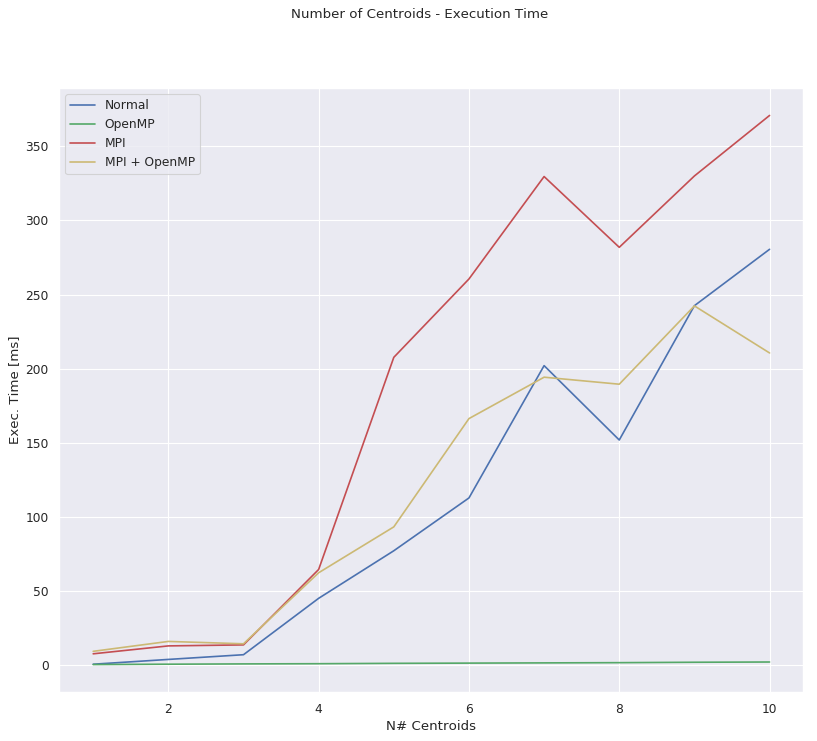 Number of Centroids - Execution Time
Normal
OpenMP
MPI
MPI + OpenMP
350
300
250
200
150
100
50
0
Exec. Time [ms]
2 4 6 8 10
N# Centroids